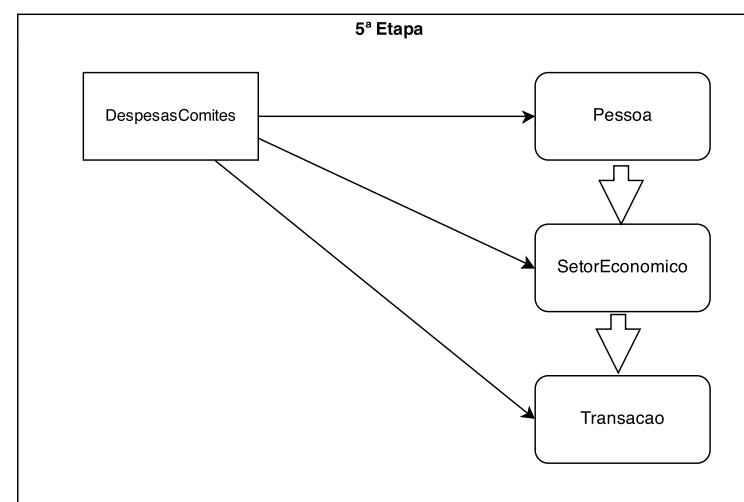 5ª Etapa
DespesasComites
Pessoa
SetorEconomico
Transacao